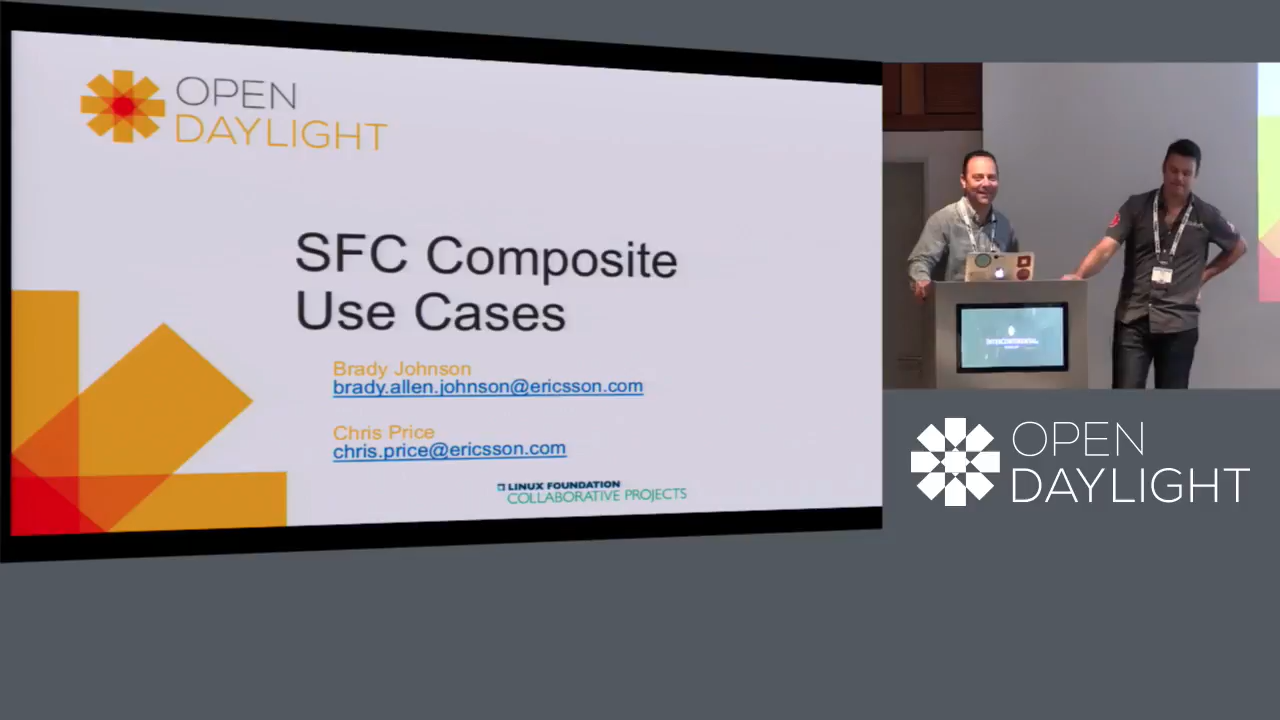 OPEN
DAYLIGHT
SFC Composite
Use Cases
Brady Johnson
brady.allen.johnson@ericsson.com
Chris Price
chris.price@ericsson.com
LINUX FOUNDATION
COLLABORATIVE PROJECTS
INTERCONTINENTAL
OPEN
DAYLIGHT